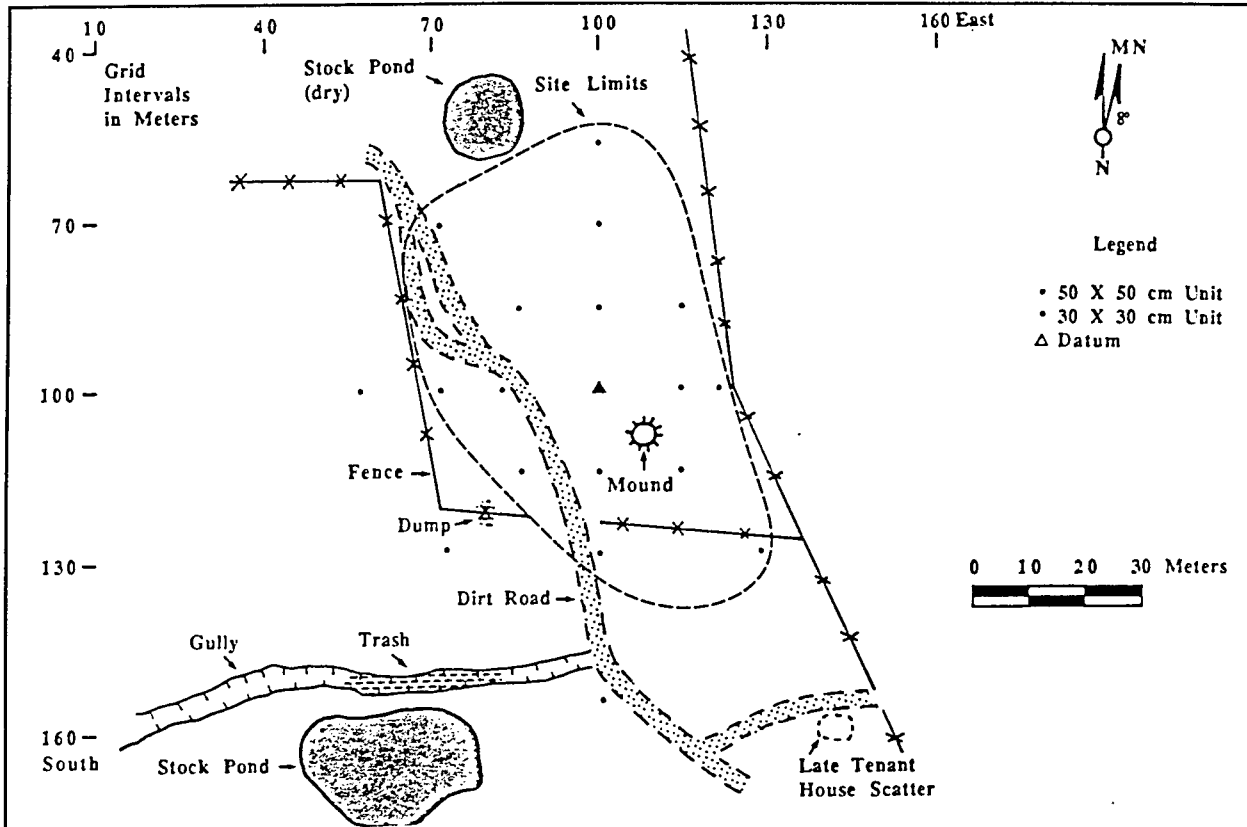 10 40 70 100 130 160 East
40
Grid
Intervals
in Meters
Stock Pond
(dry)
Site Limits
MN
8°
N
70
Legend
• 50 X 50 cm Unit
• 30 X 30 cm Unit
△ Datum
100
Fence
Mound
Dump
130
Dirt Road
0 10 20 30 Meters
Gully
Trash
160
South
Stock Pond
Late Tenant
House Scatter